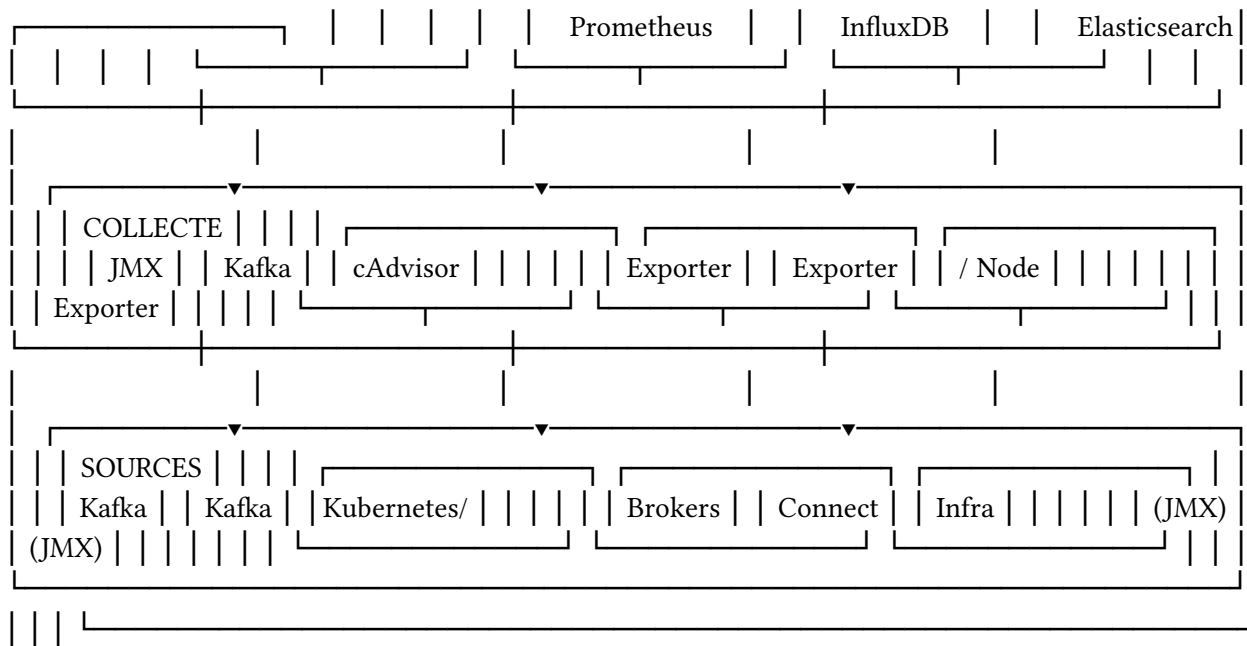 Prometheus InfluxDB Elasticsearch
COLLECTE
JMX Kafka cAdvisor Exporter Exporter / Node
Exporter
SOURCES
Kafka Kafka Kubernetes/ Brokers Connect Infra (JMX)
(JMX)